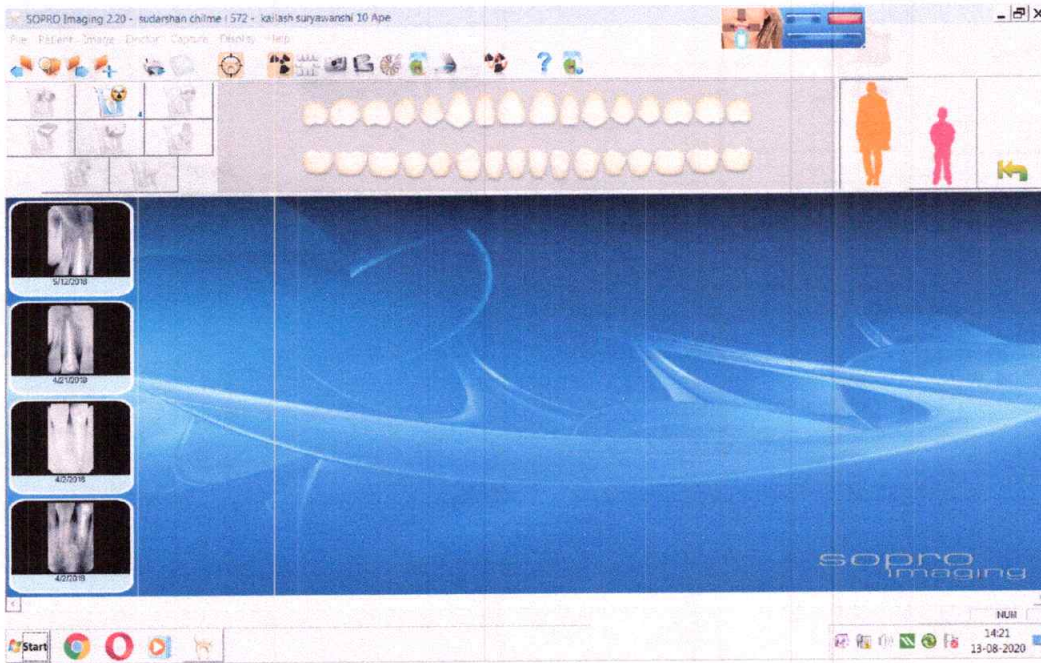 SOPRO Imaging 2.20 - sudarshan chilme | 572 - kailash suryawanshi 10 Ape
File Patient Image Doctor Capture Display Help
5/12/2018
4/21/2018
4/2/2018
4/2/2018
sopro
imaging
NUM
Start
14:21
13-08-2020